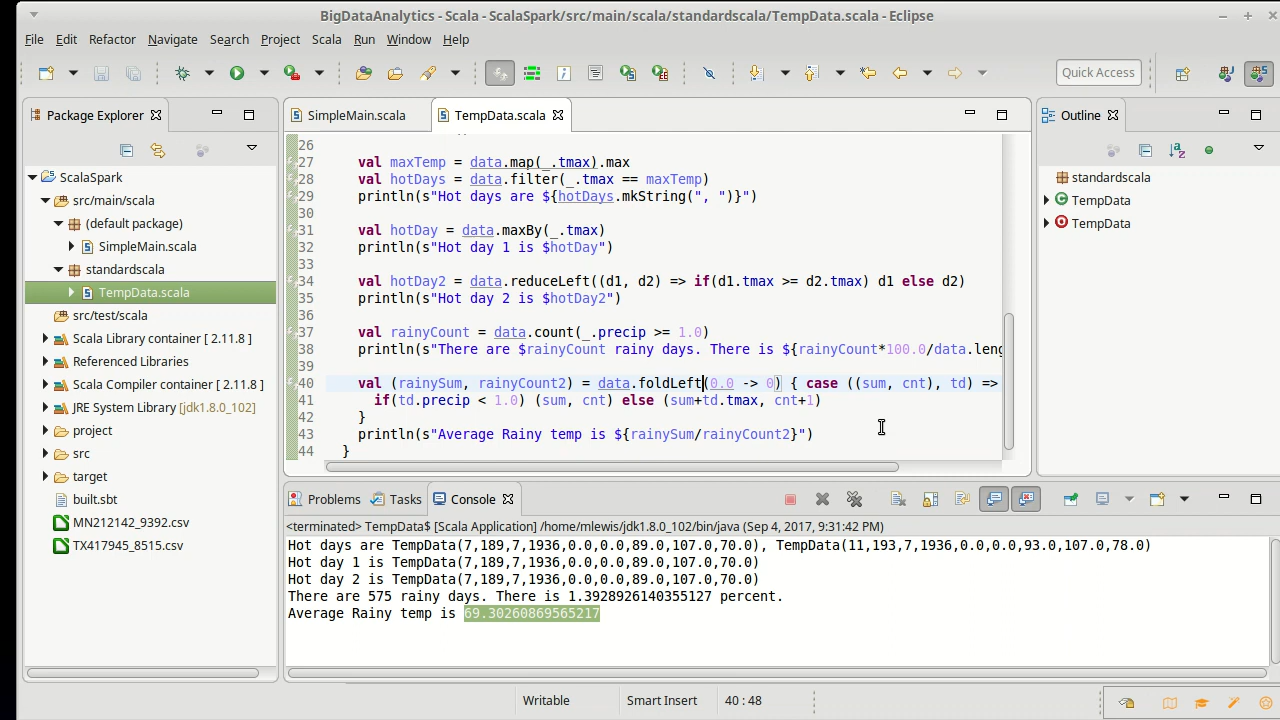 BigDataAnalytics - Scala - ScalaSpark/src/main/scala/standardscala/TempData.scala - Eclipse
File Edit Refactor Navigate Search Project Scala Run Window Help
Quick Access
Package Explorer
ScalaSpark
src/main/scala
(default package)
SimpleMain.scala
standardscala
TempData.scala
src/test/scala
Scala Library container [ 2.11.8 ]
Referenced Libraries
Scala Compiler container [ 2.11.8 ]
JRE System Library [jdk1.8.0_102]
project
src
target
built.sbt
MN212142_9392.csv
TX417945_8515.csv
SimpleMain.scala TempData.scala
26
27 val maxTemp = data.map(_.tmax).max
28 val hotDays = data.filter(_.tmax == maxTemp)
29 println(s"Hot days are ${hotDays.mkString(", ")}")
30
31 val hotDay = data.maxBy(_.tmax)
32 println(s"Hot day 1 is $hotDay")
33
34 val hotDay2 = data.reduceLeft((d1, d2) => if(d1.tmax >= d2.tmax) d1 else d2)
35 println(s"Hot day 2 is $hotDay2")
36
37 val rainyCount = data.count(_.precip >= 1.0)
38 println(s"There are $rainyCount rainy days. There is ${rainyCount*100.0/data.leng
39
40 val (rainySum, rainyCount2) = data.foldLeft(0.0 -> 0) { case ((sum, cnt), td) =>
41 if(td.precip < 1.0) (sum, cnt) else (sum+td.tmax, cnt+1)
42 }
43 println(s"Average Rainy temp is ${rainySum/rainyCount2}")
44 }
Outline
standardscala
TempData
TempData
Problems Tasks Console
<terminated> TempData$ [Scala Application] /home/mlewis/jdk1.8.0_102/bin/java (Sep 4, 2017, 9:31:42 PM)
Hot days are TempData(7,189,7,1936,0.0,0.0,89.0,107.0,70.0), TempData(11,193,7,1936,0.0,0.0,93.0,107.0,78.0)
Hot day 1 is TempData(7,189,7,1936,0.0,0.0,89.0,107.0,70.0)
Hot day 2 is TempData(7,189,7,1936,0.0,0.0,89.0,107.0,70.0)
There are 575 rainy days. There is 1.3928926140355127 percent.
Average Rainy temp is 69.30260869565217
Writable Smart Insert 40 : 48